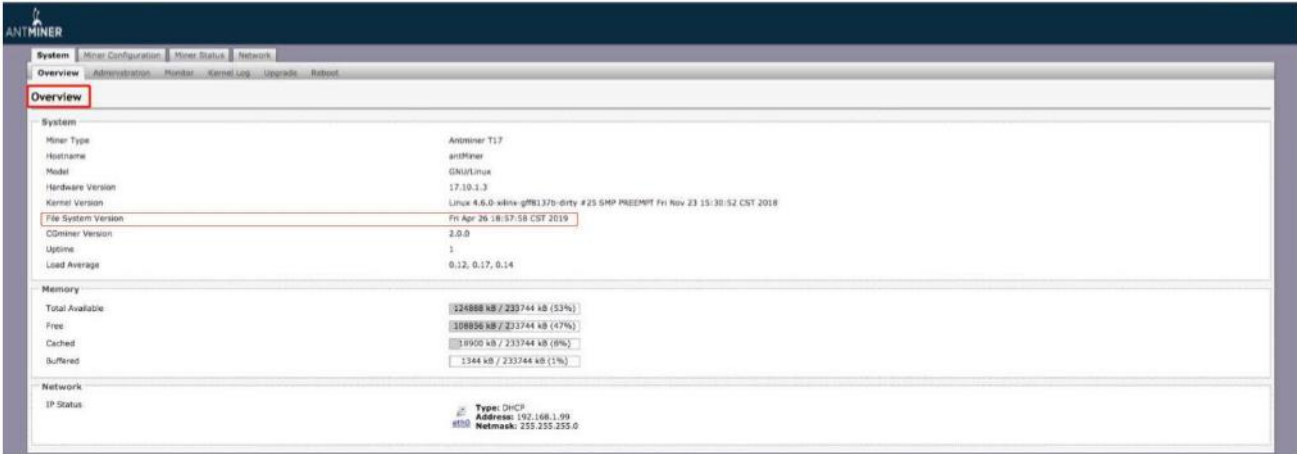 ANTMINER
System Miner Configuration Miner Status Network
Overview Administration Monitor Kernel Log Upgrade Reboot
Overview
System
Miner Type Antminer T17
Hostname antMiner
Model GNU/Linux
Hardware Version 17.10.1.3
Kernel Version Linux 4.6.0-xilinx-gff8137b-dirty #25 SMP PREEMPT Fri Nov 23 15:30:52 CST 2018
File System Version Fri Apr 26 18:57:58 CST 2019
CGminer Version 2.0.0
Uptime 1
Load Average 0.12, 0.17, 0.14
Memory
Total Available 124888 kB / 233744 kB (53%)
Free 108856 kB / 233744 kB (47%)
Cached 18900 kB / 233744 kB (8%)
Buffered 1344 kB / 233744 kB (1%)
Network
IP Status
Type: DHCP
Address: 192.168.1.99
eth0 Netmask: 255.255.255.0